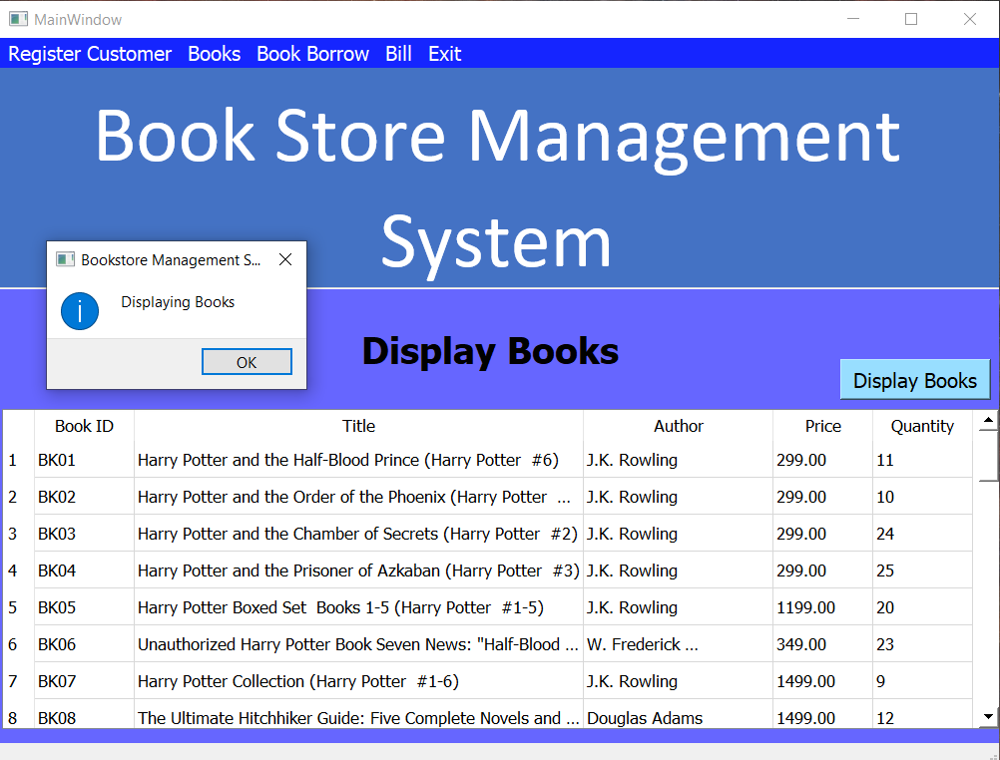 MainWindow
Register Customer Books Book Borrow Bill Exit
Book Store Management
System
Bookstore Management S...
Displaying Books
OK
Display Books
Display Books
Book ID Title Author Price Quantity
1 BK01 Harry Potter and the Half-Blood Prince (Harry Potter  #6) J.K. Rowling 299.00 11
2 BK02 Harry Potter and the Order of the Phoenix (Harry Potter ... J.K. Rowling 299.00 10
3 BK03 Harry Potter and the Chamber of Secrets (Harry Potter  #2) J.K. Rowling 299.00 24
4 BK04 Harry Potter and the Prisoner of Azkaban (Harry Potter  #3) J.K. Rowling 299.00 25
5 BK05 Harry Potter Boxed Set  Books 1-5 (Harry Potter  #1-5) J.K. Rowling 1199.00 20
6 BK06 Unauthorized Harry Potter Book Seven News: "Half-Blood ... W. Frederick ... 349.00 23
7 BK07 Harry Potter Collection (Harry Potter  #1-6) J.K. Rowling 1499.00 9
8 BK08 The Ultimate Hitchhiker Guide: Five Complete Novels and ... Douglas Adams 1499.00 12